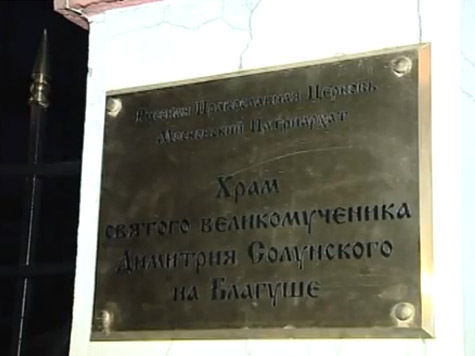 Русская Православная Церковь
Московский Патриархат
Храм
святого великомученика
Димитрия Солунского
на Благуше